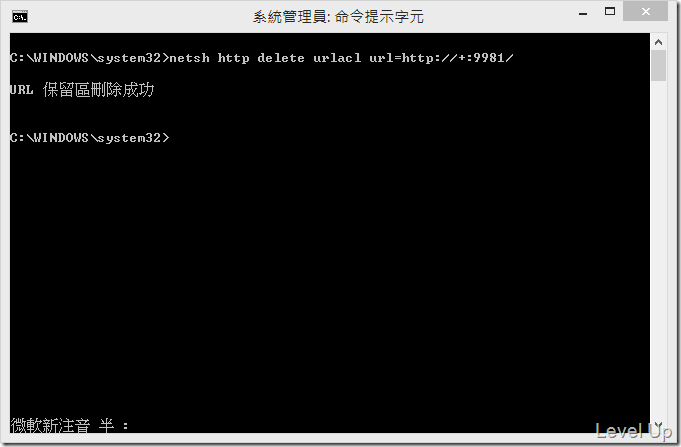 系統管理員: 命令提示字元
C:\WINDOWS\system32>netsh http delete urlacl url=http://+:9981/
URL 保留區刪除成功
C:\WINDOWS\system32>
微軟新注音 半 :
Level Up